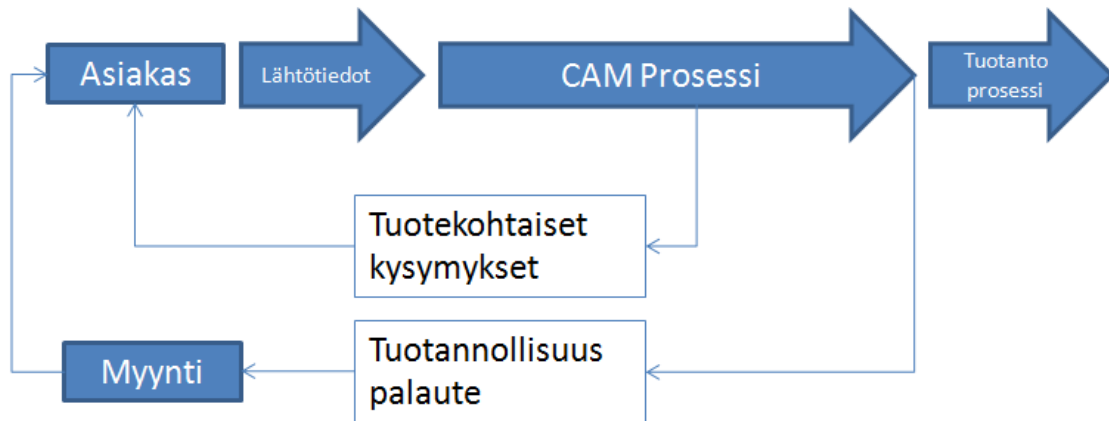 Asiakas
Lähtötiedot
CAM Prosessi
Tuotanto
prosessi
Tuotekohtaiset
kysymykset
Myynti
Tuotannollisuus
palaute